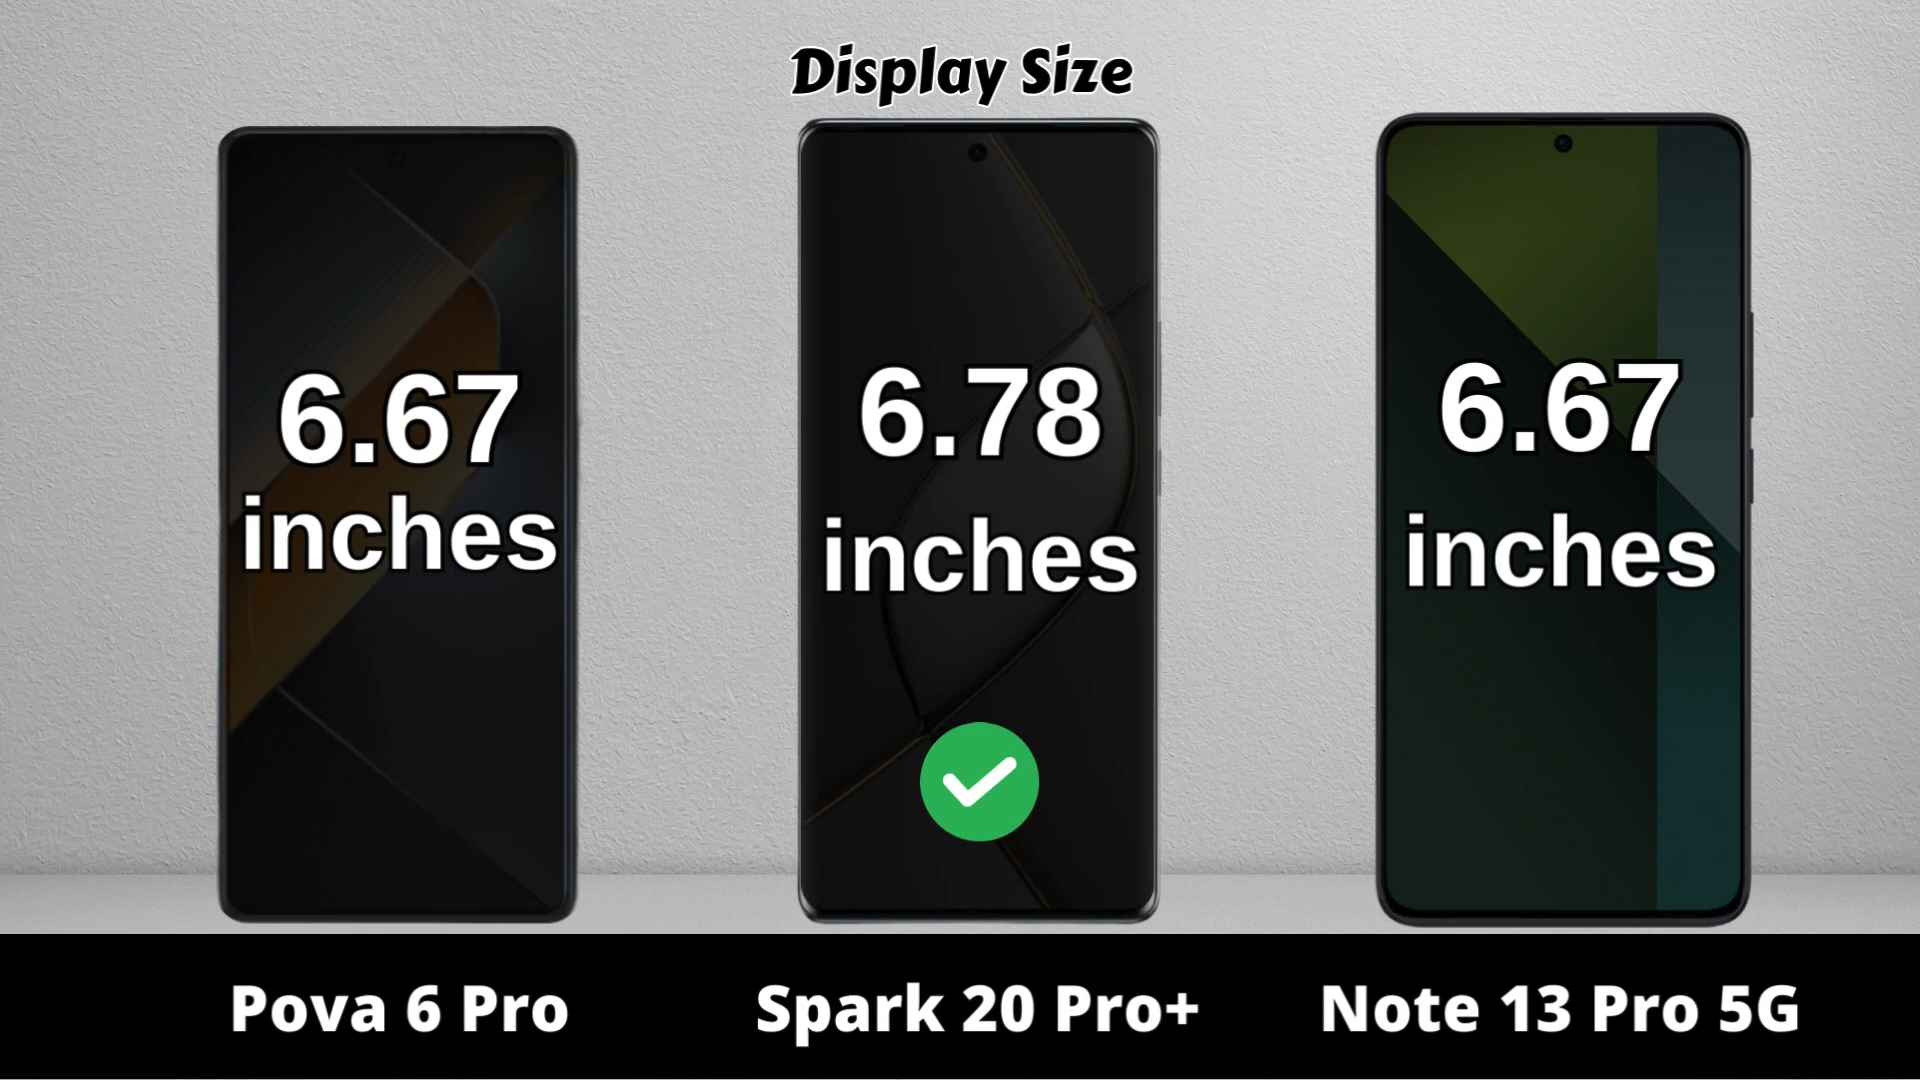 Display Size
6.67
inches
6.78
inches
6.67
inches
Pova 6 Pro
Spark 20 Pro+
Note 13 Pro 5G